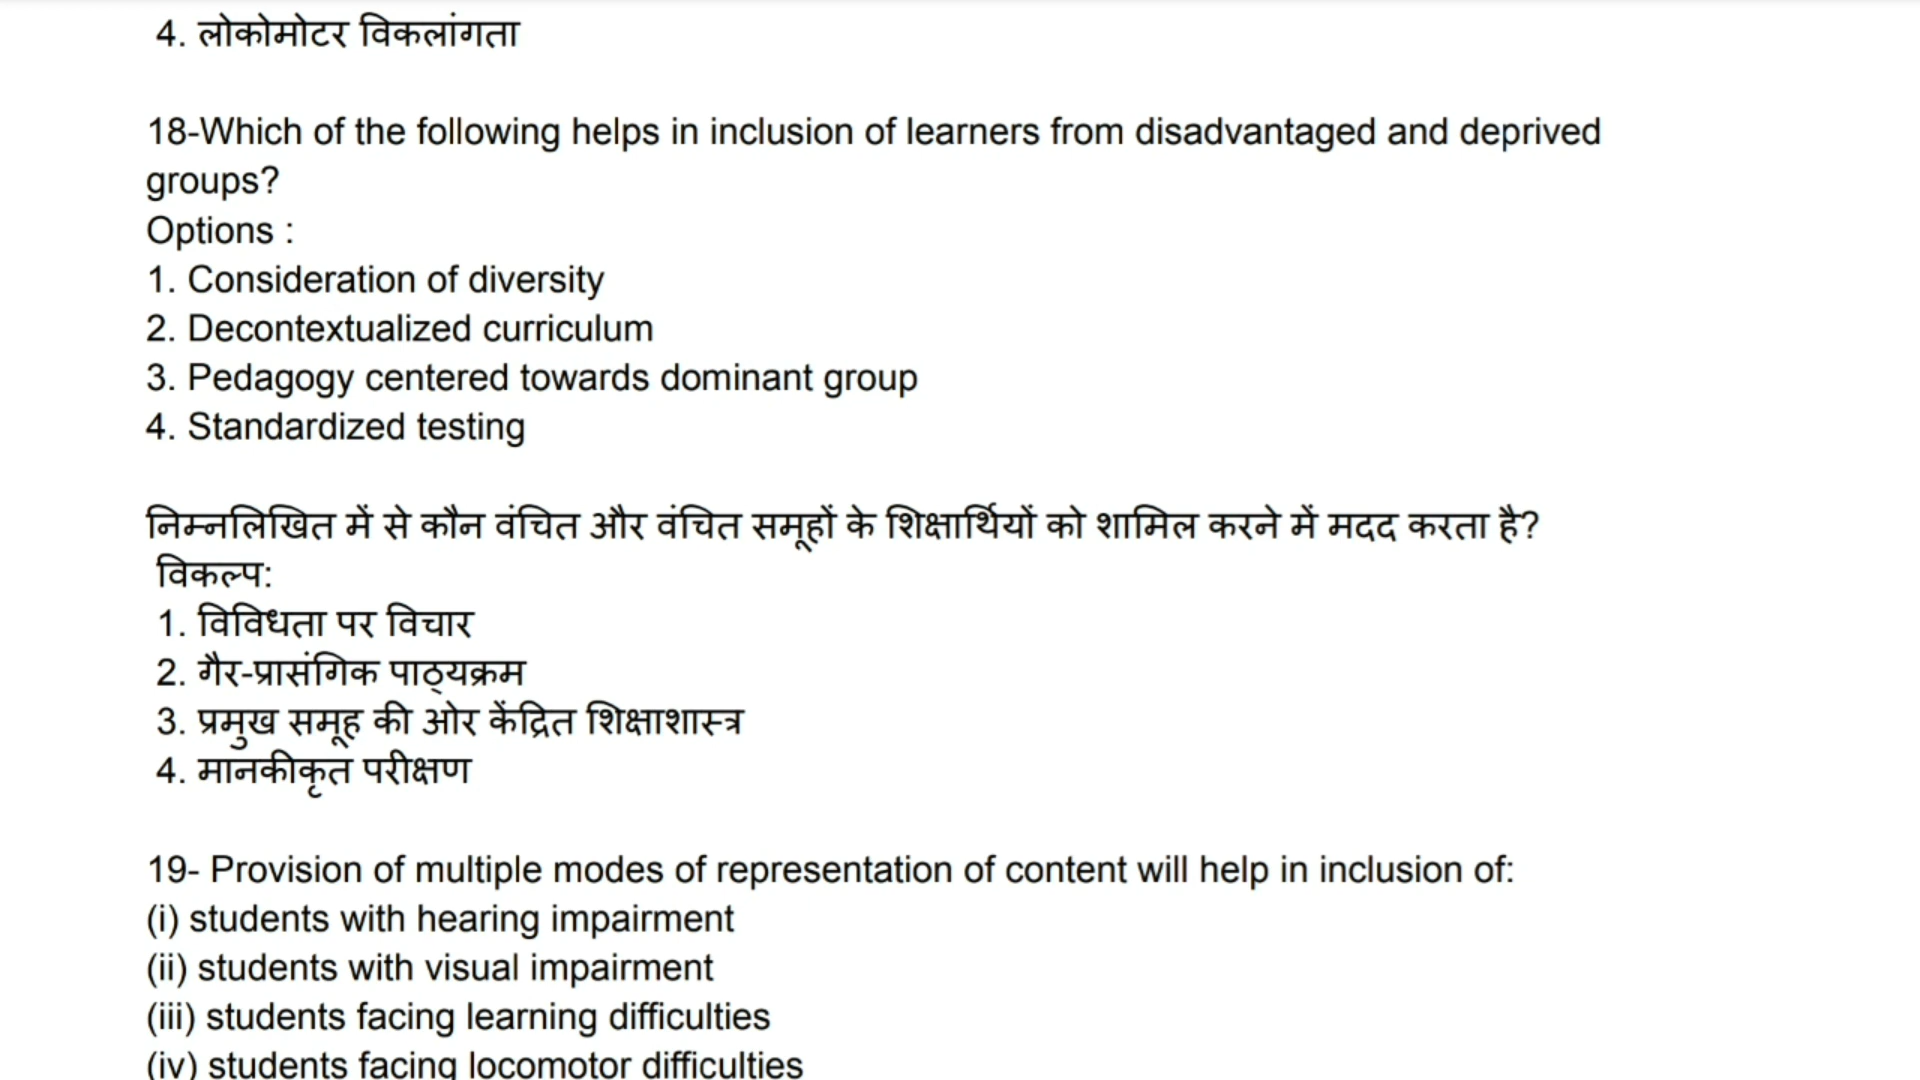 4. लोकोमोटर विकलांगता
18-Which of the following helps in inclusion of learners from disadvantaged and deprived
groups?
Options :
1. Consideration of diversity
2. Decontextualized curriculum
3. Pedagogy centered towards dominant group
4. Standardized testing
निम्नलिखित में से कौन वंचित और वंचित समूहों के शिक्षार्थियों को शामिल करने में मदद करता है?
विकल्प:
1. विविधता पर विचार
2. गैर-प्रासंगिक पाठ्यक्रम
3. प्रमुख समूह की ओर केंद्रित शिक्षाशास्त्र
4. मानकीकृत परीक्षण
19- Provision of multiple modes of representation of content will help in inclusion of:
(i) students with hearing impairment
(ii) students with visual impairment
(iii) students facing learning difficulties
(iv) students facing locomotor difficulties